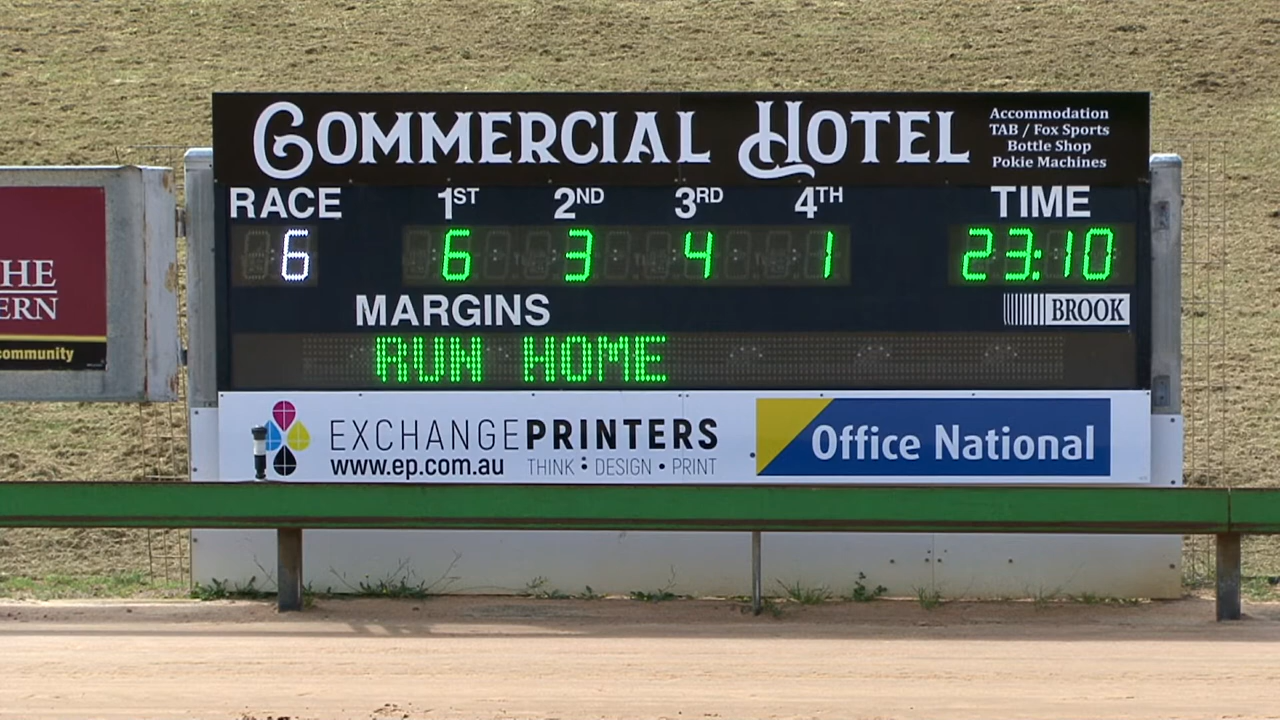 COMMERCIAL HOTEL
Accommodation
TAB / Fox Sports
Bottle Shop
Pokie Machines
RACE 1ST 2ND 3RD 4TH TIME
6 6 3 4 1 23:10
MARGINS
BROOK
RUN HOME
HE
ERN
community
EXCHANGEPRINTERS
www.ep.com.au THINK : DESIGN • PRINT
Office National